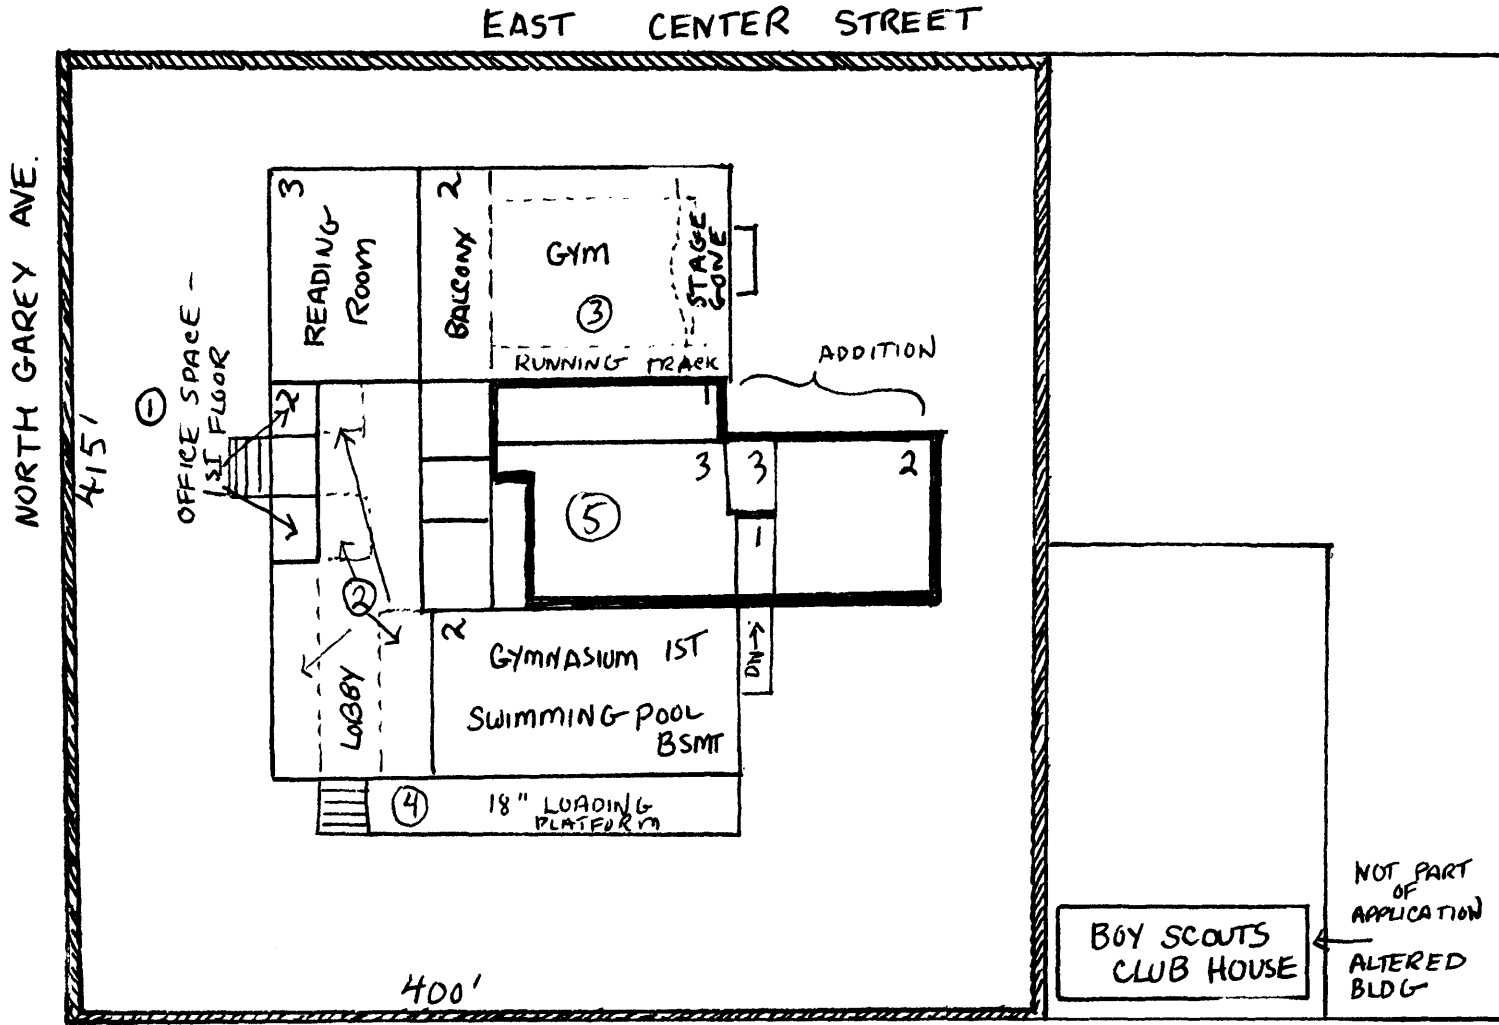 EAST CENTER STREET
NORTH GAREY AVE.
415'
3
READING
ROOM
2
BALCONY
GYM
3
STAGE
GONE
RUNNING TRACK
ADDITION
1
OFFICE SPACE -
1ST FLOOR
2
1
3
3
2
5
1
2
LOBBY
2
GYMNASIUM 1ST
SWIMMING POOL
BSMT
DN
4
18" LOADING
PLATFORM
400'
BOY SCOUTS
CLUB HOUSE
NOT PART
OF
APPLICATION
ALTERED
BLDG